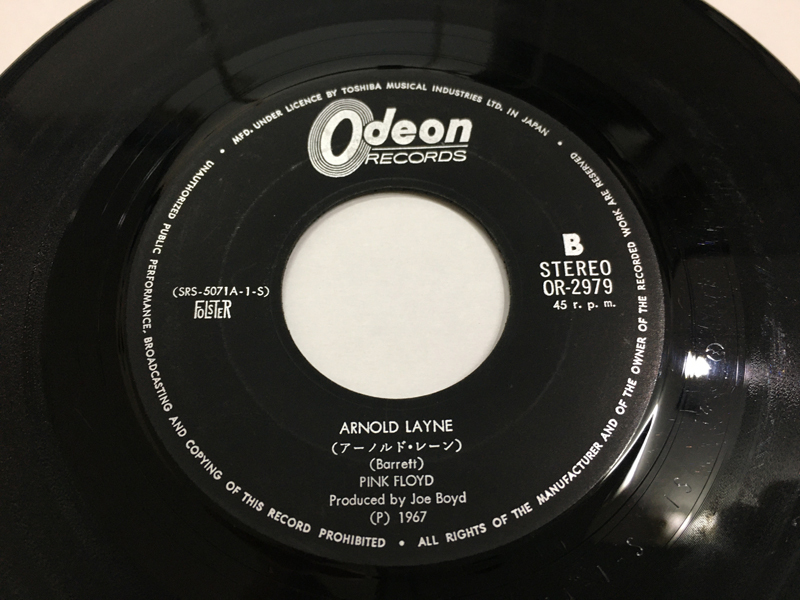 • MFD. UNDER LICENCE BY TOSHIBA MUSICAL INDUSTRIES LTD. IN JAPAN •
Odeon
RECORDS
B
STEREO
OR-2979
45 r. p. m.
(SRS-5071A-1-S)
FOLSTER
ARNOLD LAYNE
(アーノルド•レーン)
(Barrett)
PINK FLOYD
Produced by Joe Boyd
(P) 1967
UNAUTHORIZED PUBLIC PERFORMANCE, BROADCASTING AND COPYING OF THIS RECORD PROHIBITED • ALL RIGHTS OF THE MANUFACTURER AND OF THE OWNER OF THE RECORDED WORK ARE RESERVED